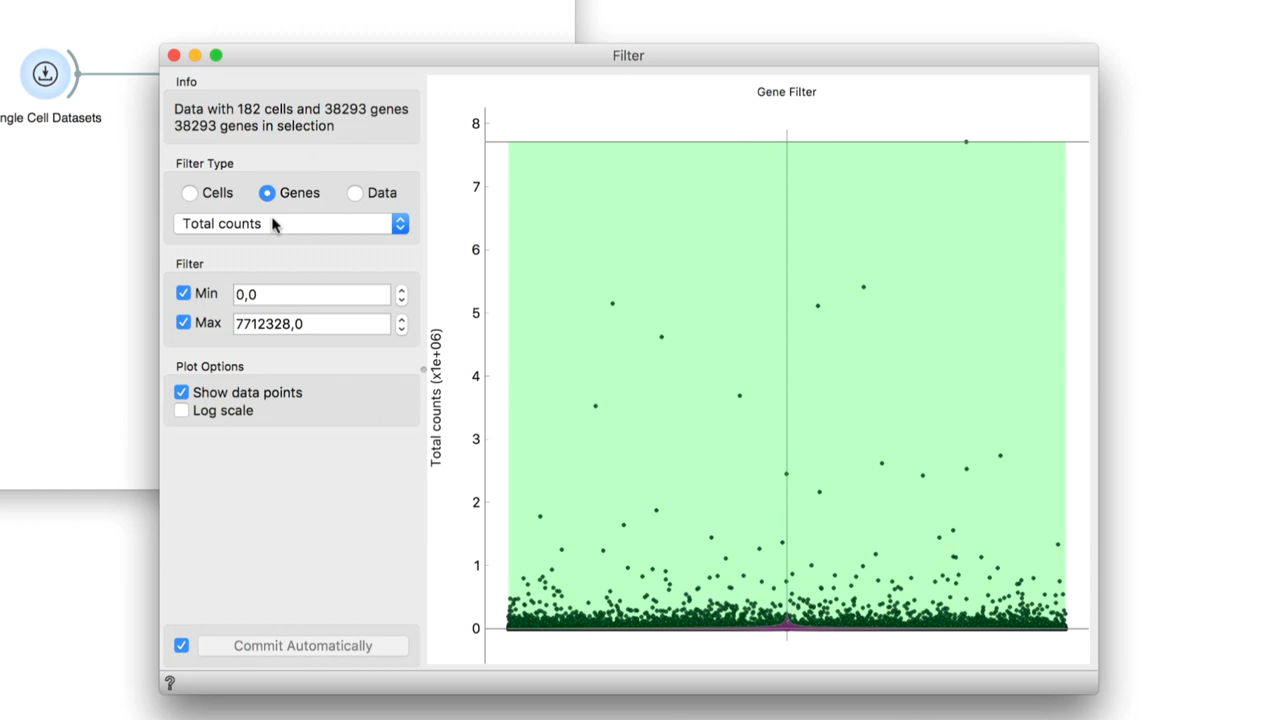 Filter
ngle Cell Datasets
Info
Data with 182 cells and 38293 genes
38293 genes in selection
Filter Type
Cells Genes Data
Total counts
Filter
Min 0,0
Max 7712328,0
Plot Options
Show data points
Log scale
Commit Automatically
?
Gene Filter
Total counts (x1e+06)
8
7
6
5
4
3
2
1
0